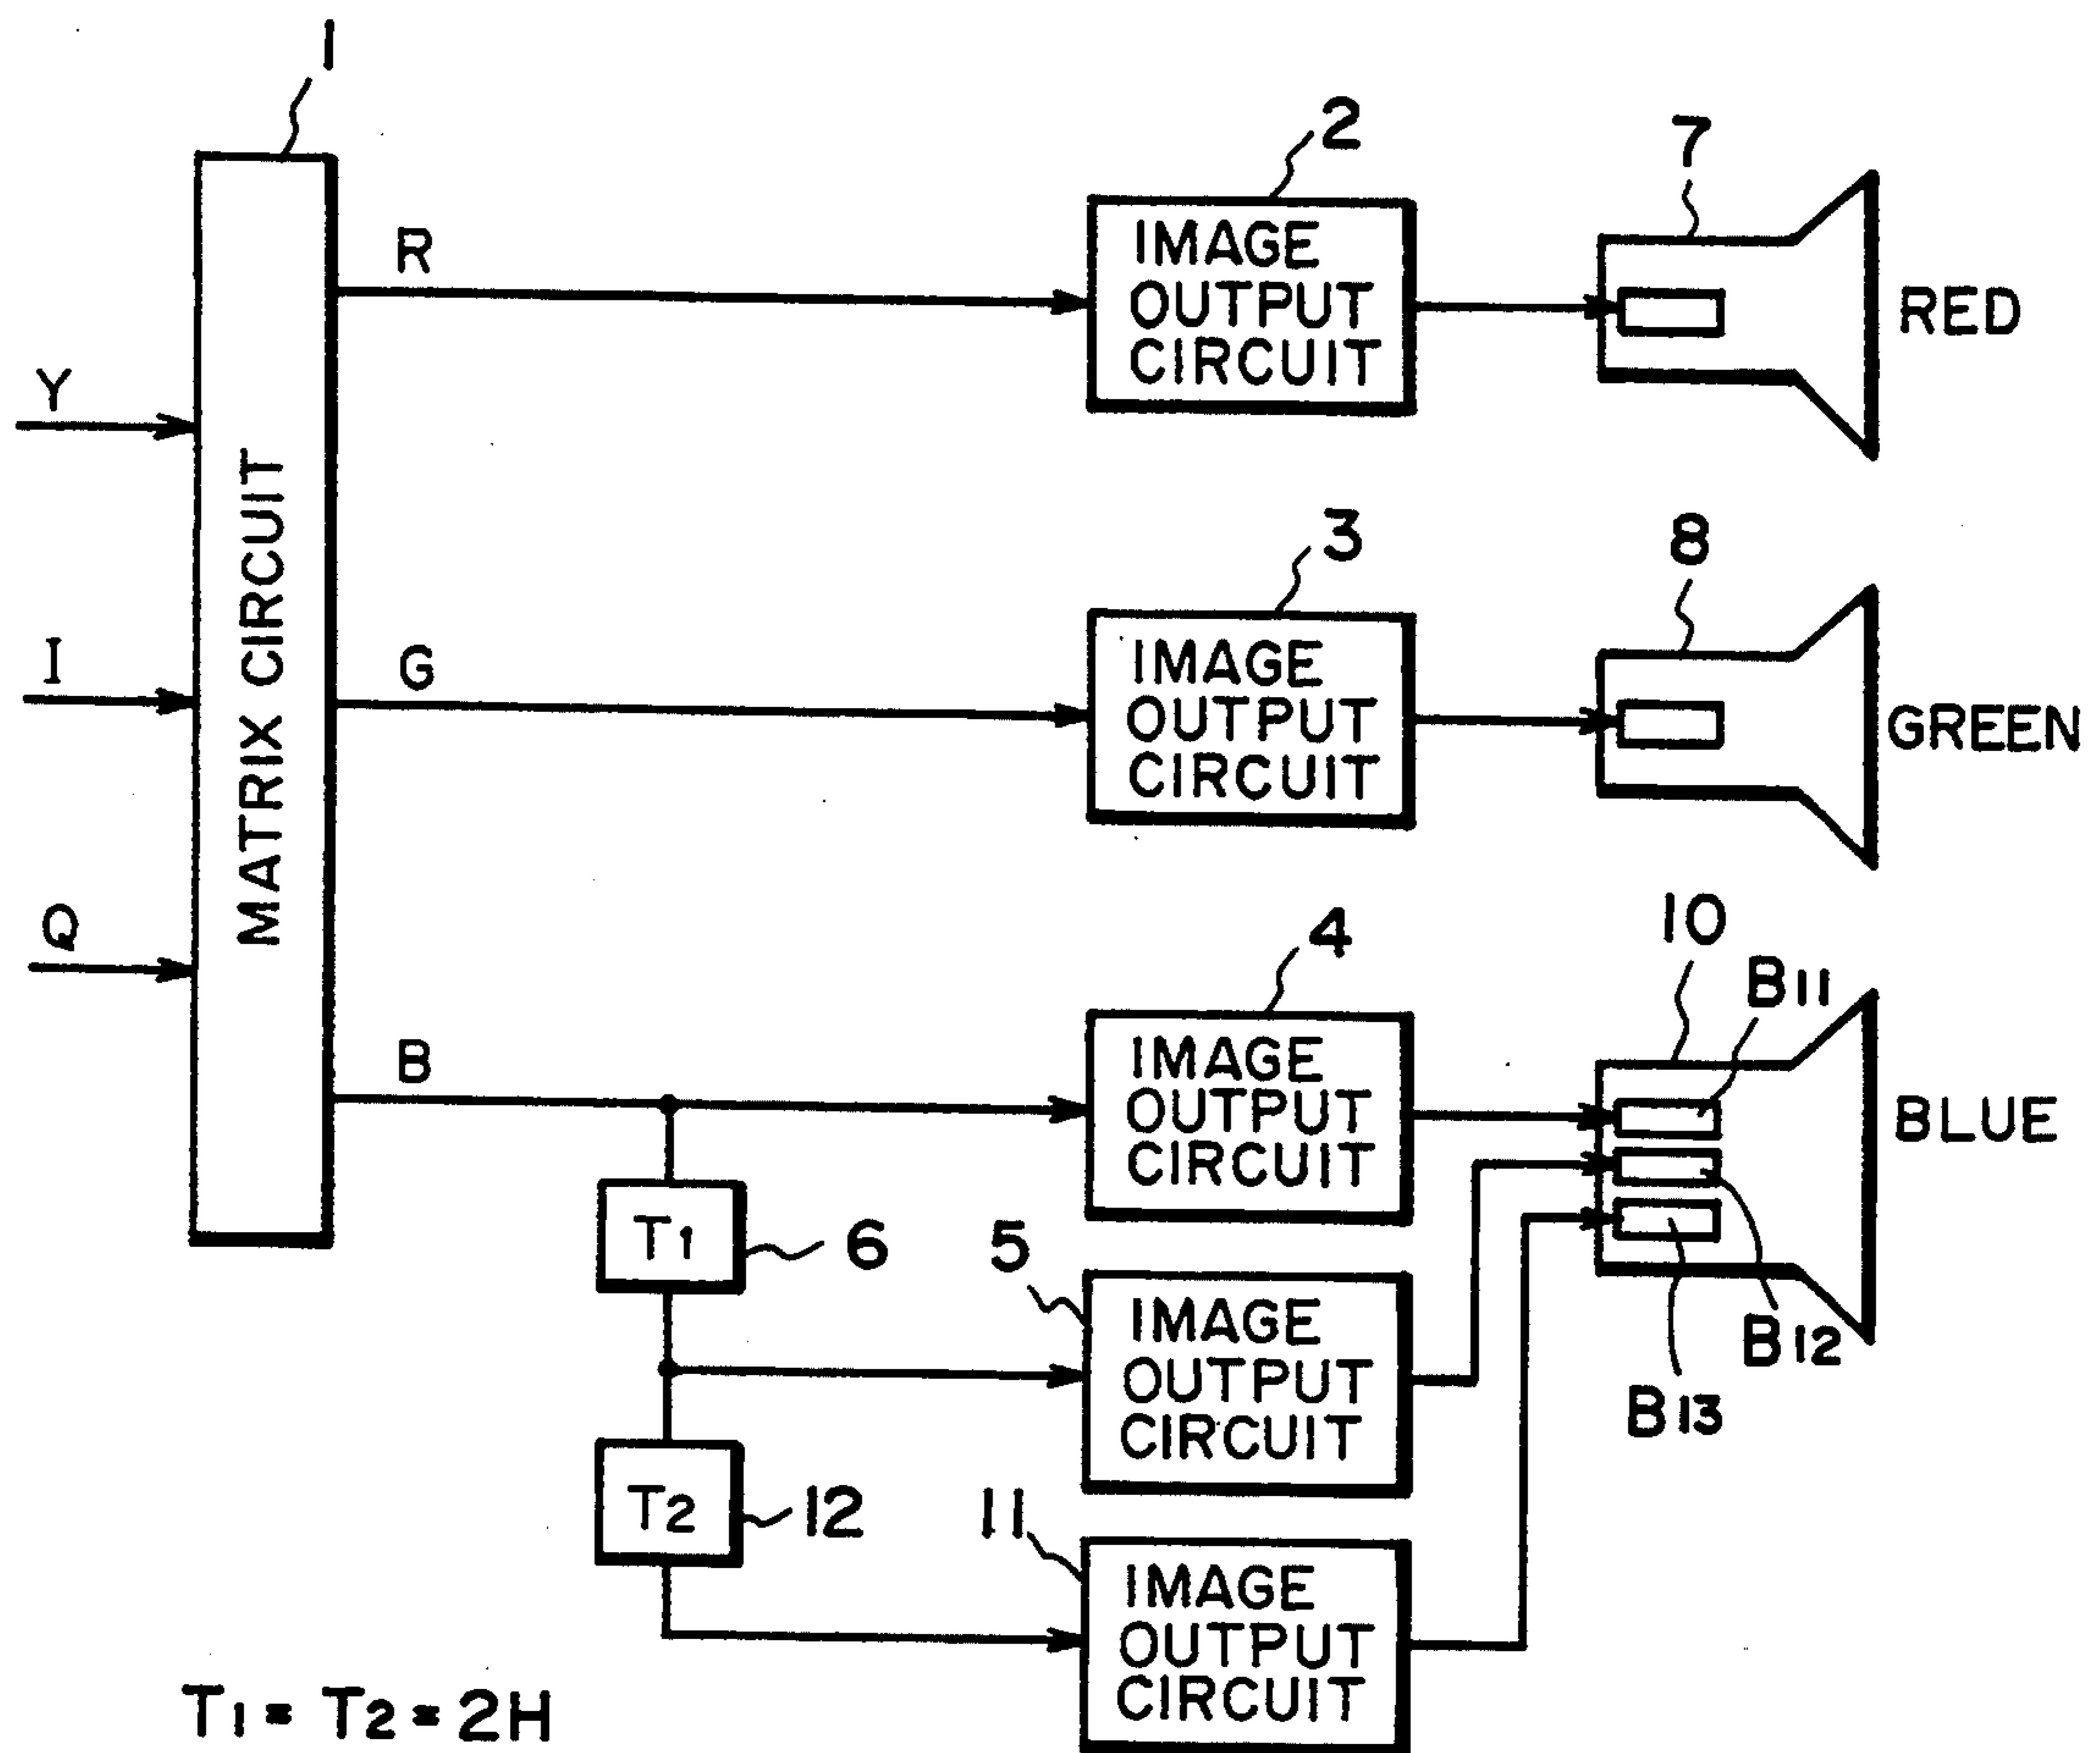 1
2
7
R
IMAGE
OUTPUT
CIRCUIT
RED
Y
MATRIX CIRCUIT
3
8
I
G
IMAGE
OUTPUT
CIRCUIT
GREEN
Q
4
10
B11
B
IMAGE
OUTPUT
CIRCUIT
BLUE
T1
6
5
IMAGE
OUTPUT
CIRCUIT
B12
B13
T2
12
11
IMAGE
OUTPUT
CIRCUIT
T1 = T2 = 2H